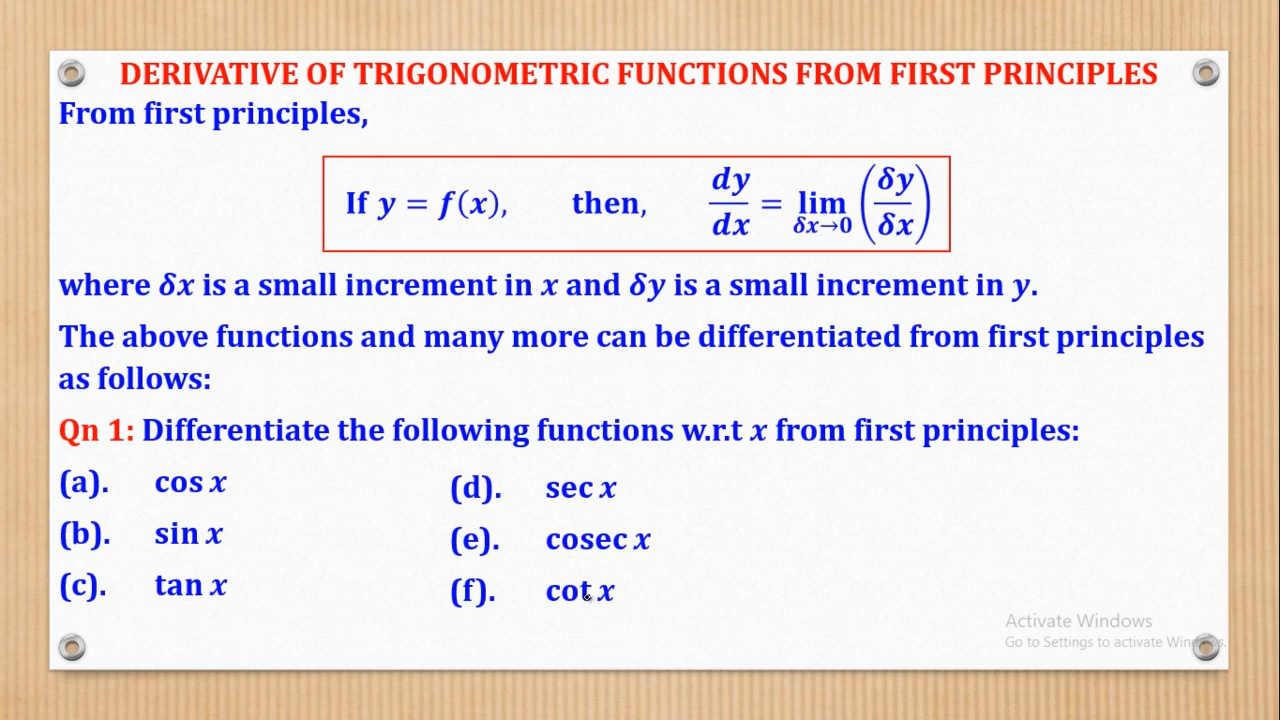 DERIVATIVE OF TRIGONOMETRIC FUNCTIONS FROM FIRST PRINCIPLES
From first principles,
If y = f(x), then, dy/dx = lim δx→0 (δy/δx)
where δx is a small increment in x and δy is a small increment in y.
The above functions and many more can be differentiated from first principles
as follows:
Qn 1: Differentiate the following functions w.r.t x from first principles:
(a). cos x (d). sec x
(b). sin x (e). cosec x
(c). tan x (f). cot x
Activate Windows
Go to Settings to activate Windows.